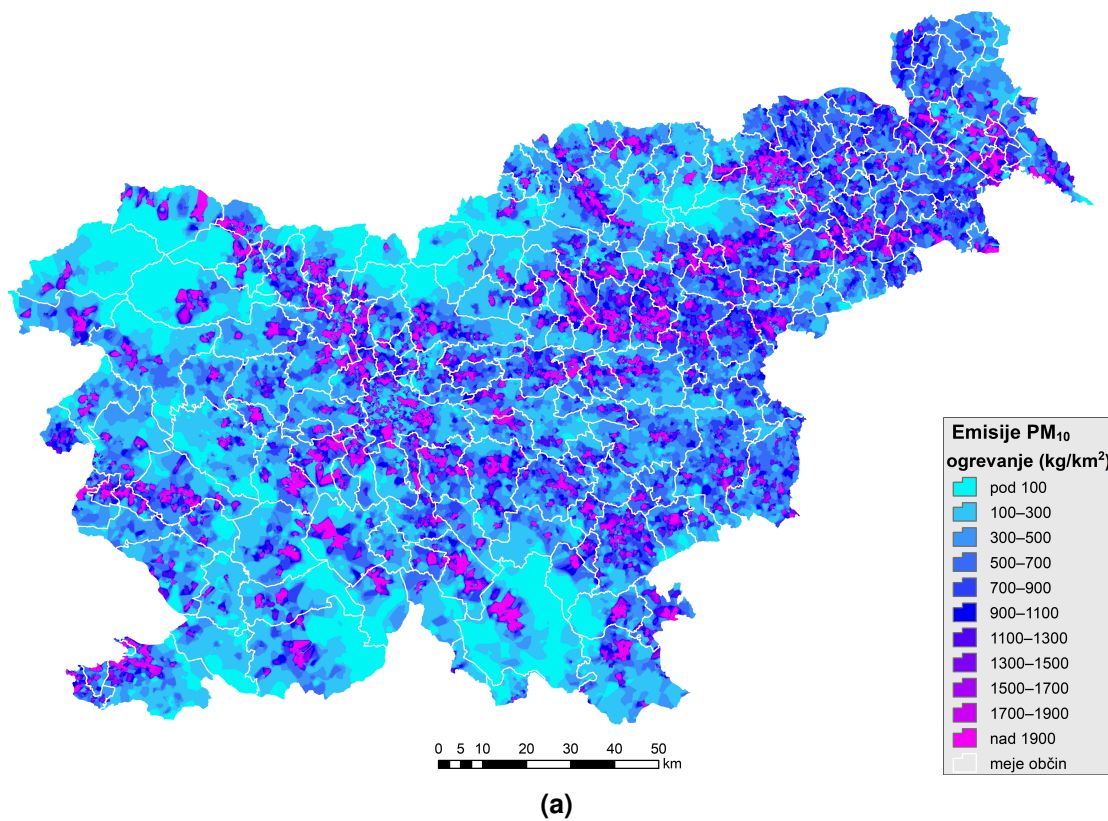 Emisije PM₁₀
ogrevanje (kg/km²)
pod 100
100–300
300–500
500–700
700–900
900–1100
1100–1300
1300–1500
1500–1700
1700–1900
nad 1900
meje občin
0 5 10 20 30 40 50
km
(a)